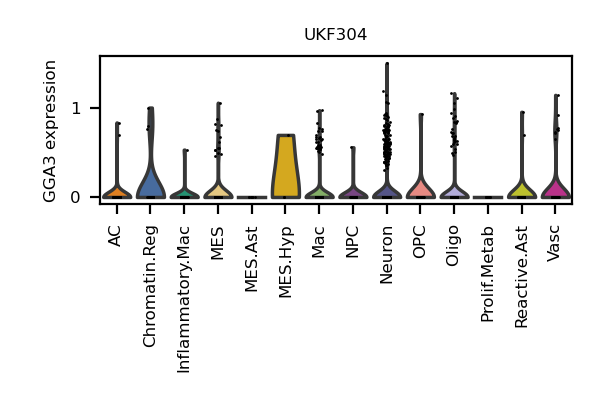 UKF304
GGA3 expression
1
0
AC
Chromatin.Reg
Inflammatory.Mac
MES
MES.Ast
MES.Hyp
Mac
NPC
Neuron
OPC
Oligo
Prolif.Metab
Reactive.Ast
Vasc